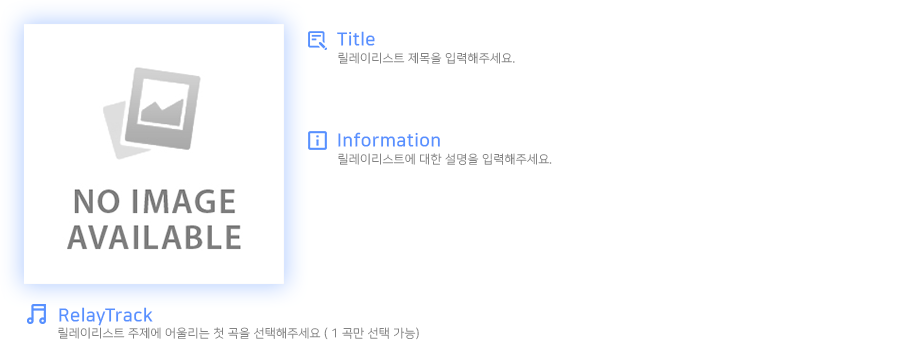 Title
릴레이리스트 제목을 입력해주세요.
Information
릴레이리스트에 대한 설명을 입력해주세요.
NO IMAGE
AVAILABLE
RelayTrack
릴레이리스트 주제에 어울리는 첫 곡을 선택해주세요 ( 1 곡만 선택 가능)